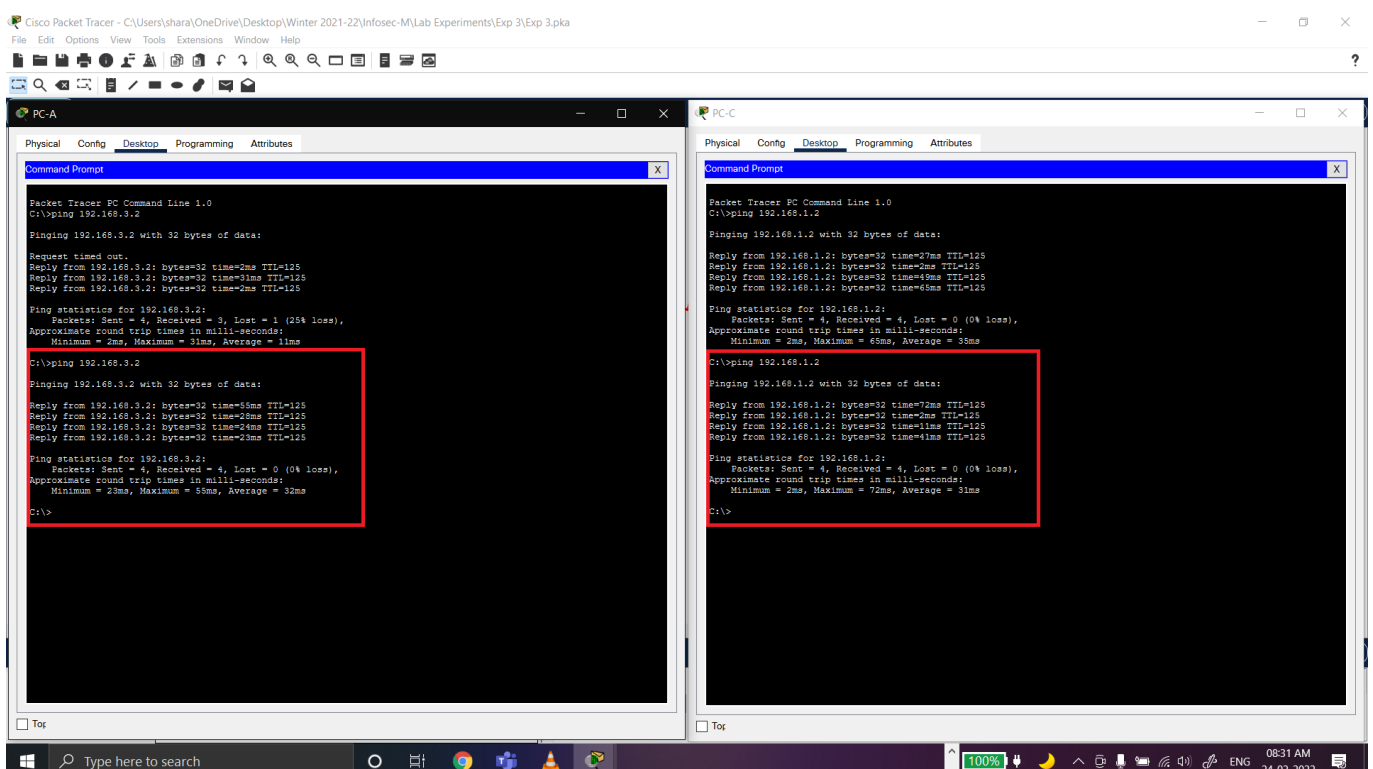 Cisco Packet Tracer - C:\Users\shara\OneDrive\Desktop\Winter 2021-22\Infosec-M\Lab Experiments\Exp 3\Exp 3.pka
File Edit Options View Tools Extensions Window Help
?
PC-A
Physical Config Desktop Programming Attributes
Command Prompt
X
Packet Tracer PC Command Line 1.0
C:\>ping 192.168.3.2
Pinging 192.168.3.2 with 32 bytes of data:
Request timed out.
Reply from 192.168.3.2: bytes=32 time=2ms TTL=125
Reply from 192.168.3.2: bytes=32 time=31ms TTL=125
Reply from 192.168.3.2: bytes=32 time=2ms TTL=125
Ping statistics for 192.168.3.2:
Packets: Sent = 4, Received = 3, Lost = 1 (25% loss),
Approximate round trip times in milli-seconds:
Minimum = 2ms, Maximum = 31ms, Average = 11ms
C:\>ping 192.168.3.2
Pinging 192.168.3.2 with 32 bytes of data:
Reply from 192.168.3.2: bytes=32 time=55ms TTL=125
Reply from 192.168.3.2: bytes=32 time=28ms TTL=125
Reply from 192.168.3.2: bytes=32 time=24ms TTL=125
Reply from 192.168.3.2: bytes=32 time=23ms TTL=125
Ping statistics for 192.168.3.2:
Packets: Sent = 4, Received = 4, Lost = 0 (0% loss),
Approximate round trip times in milli-seconds:
Minimum = 23ms, Maximum = 55ms, Average = 32ms
C:\>
Top
PC-C
Physical Config Desktop Programming Attributes
Command Prompt
X
Packet Tracer PC Command Line 1.0
C:\>ping 192.168.1.2
Pinging 192.168.1.2 with 32 bytes of data:
Reply from 192.168.1.2: bytes=32 time=27ms TTL=125
Reply from 192.168.1.2: bytes=32 time=2ms TTL=125
Reply from 192.168.1.2: bytes=32 time=49ms TTL=125
Reply from 192.168.1.2: bytes=32 time=65ms TTL=125
Ping statistics for 192.168.1.2:
Packets: Sent = 4, Received = 4, Lost = 0 (0% loss),
Approximate round trip times in milli-seconds:
Minimum = 2ms, Maximum = 65ms, Average = 35ms
C:\>ping 192.168.1.2
Pinging 192.168.1.2 with 32 bytes of data:
Reply from 192.168.1.2: bytes=32 time=72ms TTL=125
Reply from 192.168.1.2: bytes=32 time=2ms TTL=125
Reply from 192.168.1.2: bytes=32 time=11ms TTL=125
Reply from 192.168.1.2: bytes=32 time=41ms TTL=125
Ping statistics for 192.168.1.2:
Packets: Sent = 4, Received = 4, Lost = 0 (0% loss),
Approximate round trip times in milli-seconds:
Minimum = 2ms, Maximum = 72ms, Average = 31ms
C:\>
Top
Type here to search
100%
ENG
08:31 AM
24-02-2022